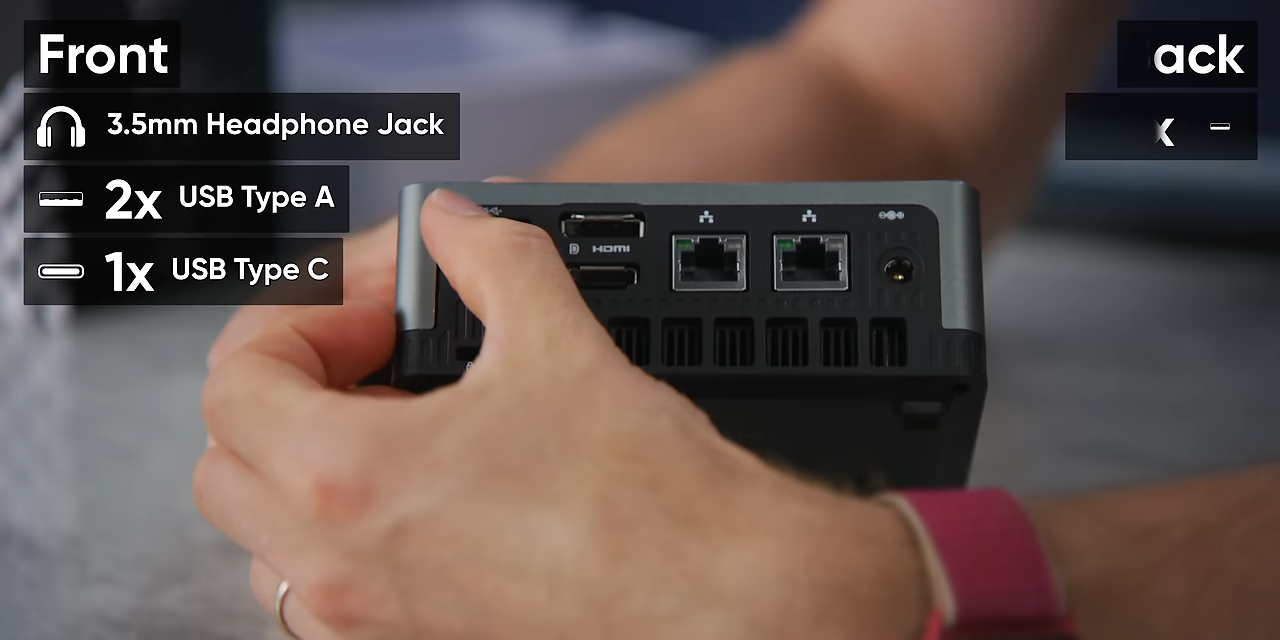 Front
3.5mm Headphone Jack
2x USB Type A
1x USB Type C
ack
HDMI